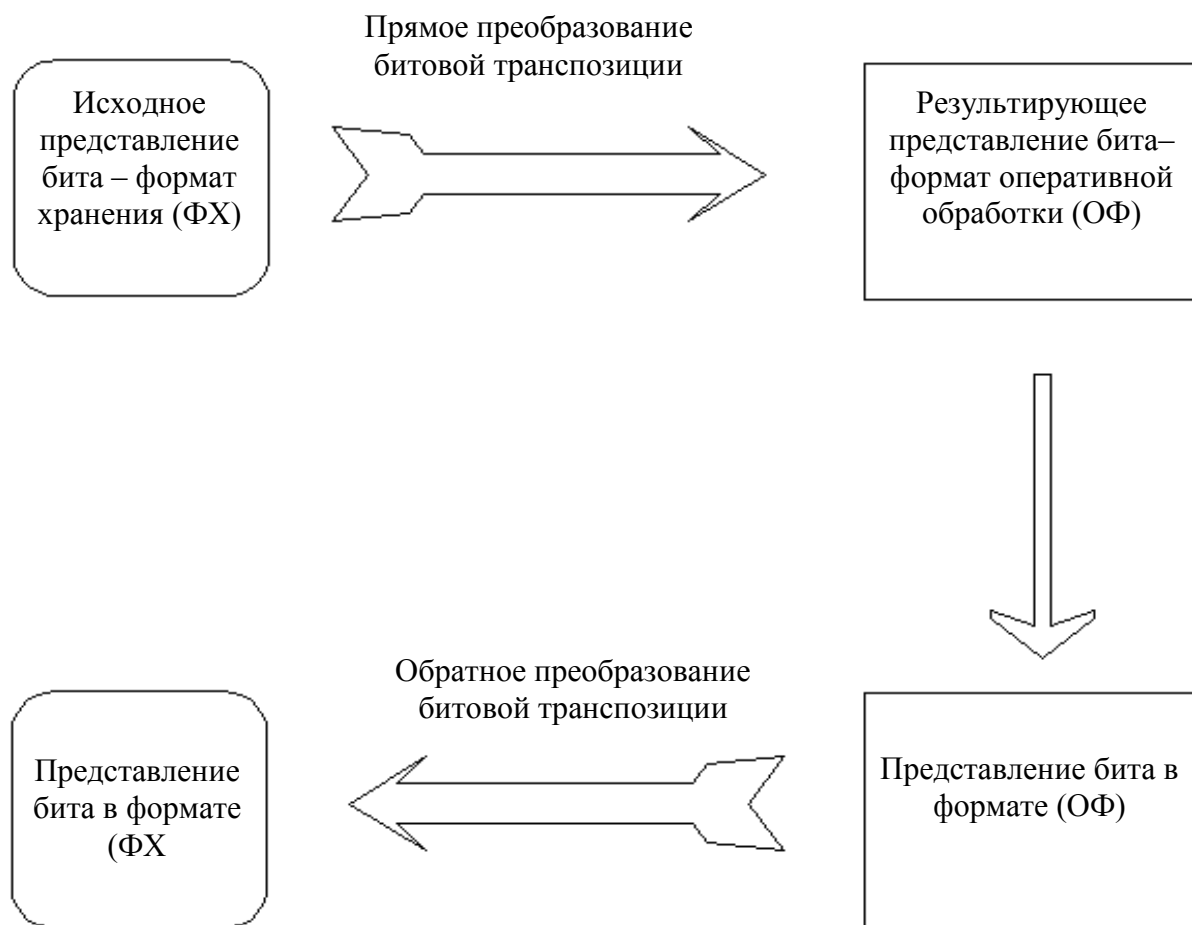 Прямое преобразование
битовой транспозиции
Исходное
представление
бита – формат
хранения (ФХ)
Результирующее
представление бита–
формат оперативной
обработки (ОФ)
Обратное преобразование
битовой транспозиции
Представление
бита в формате
(ФХ
Представление бита в
формате (ОФ)